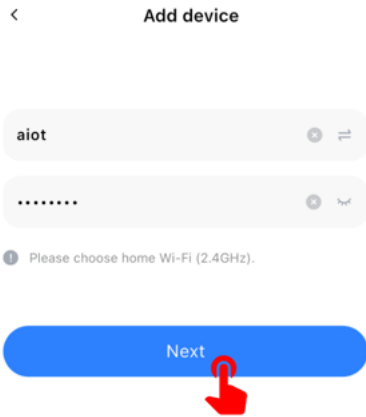 Add device
aiot
••••••••
Please choose home Wi-Fi (2.4GHz).
Next